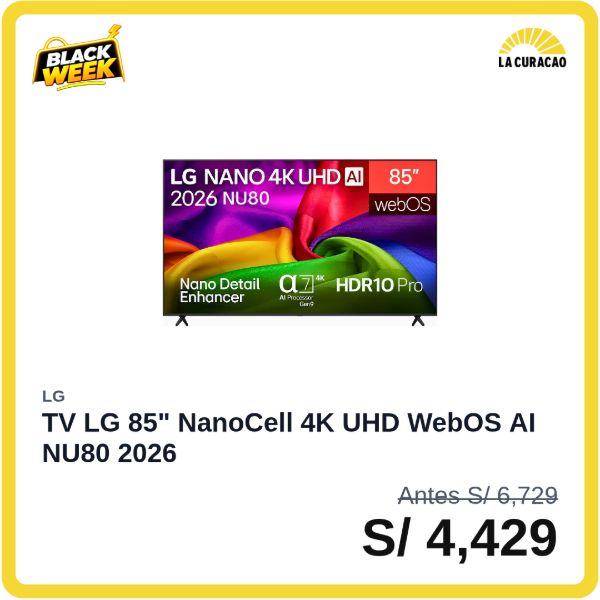 BLACK
WEEK
LA CURACAO
LG NANO 4K UHD AI
85"
2026 NU80
webOS
Nano Detail
Enhancer
α7 4K
AI Processor
Gen9
HDR10 Pro
LG
TV LG 85" NanoCell 4K UHD WebOS AI
NU80 2026
Antes S/ 6,729
S/ 4,429